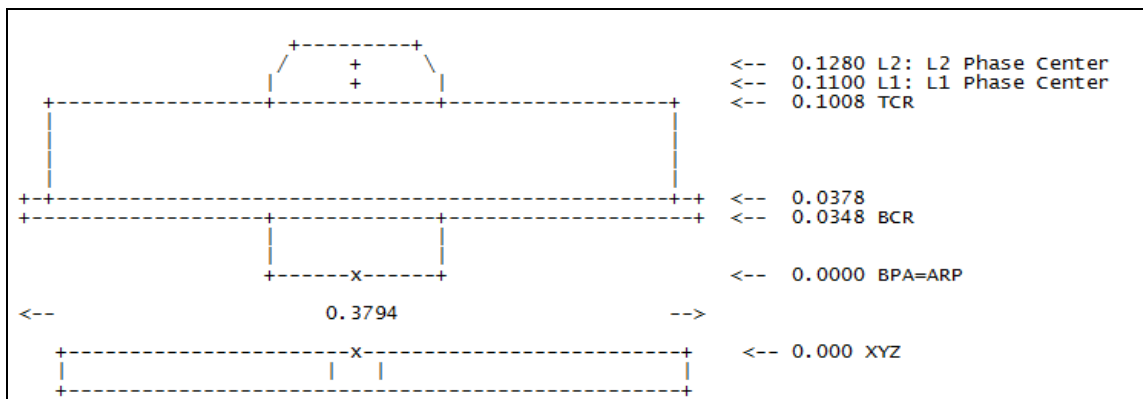 <-- 0.1280 L2: L2 Phase Center
<-- 0.1100 L1: L1 Phase Center
<-- 0.1008 TCR
<-- 0.0378
<-- 0.0348 BCR
x <-- 0.0000 BPA=ARP
<-- 0.3794 -->
x <-- 0.000 XYZ